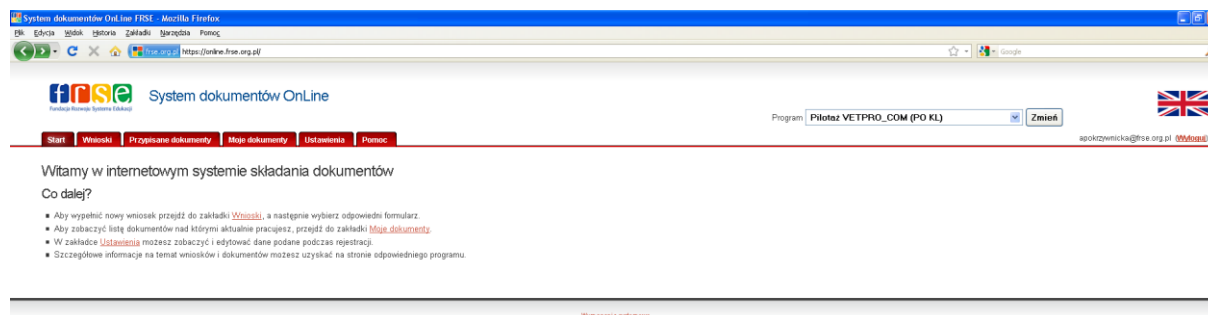 System dokumentów OnLine FRSE - Mozilla Firefox
Plik Edycja Widok Historia Zakładki Narzędzia Pomoc
frse.org.pl https://online.frse.org.pl/
Google
frse
Fundacja Rozwoju Systemu Edukacji
System dokumentów OnLine
Program Pilotaż VETPRO_COM (PO KL) Zmień
Start Wnioski Przypisane dokumenty Moje dokumenty Ustawienia Pomoc
apokrzywnicka@frse.org.pl (Wyloguj)
Witamy w internetowym systemie składania dokumentów
Co dalej?
Aby wypełnić nowy wniosek przejdź do zakładki Wnioski, a następnie wybierz odpowiedni formularz.
Aby zobaczyć listę dokumentów nad którymi aktualnie pracujesz, przejdź do zakładki Moje dokumenty.
W zakładce Ustawienia możesz zobaczyć i edytować dane podane podczas rejestracji.
Szczegółowe informacje na temat wniosków i dokumentów możesz uzyskać na stronie odpowiedniego programu.